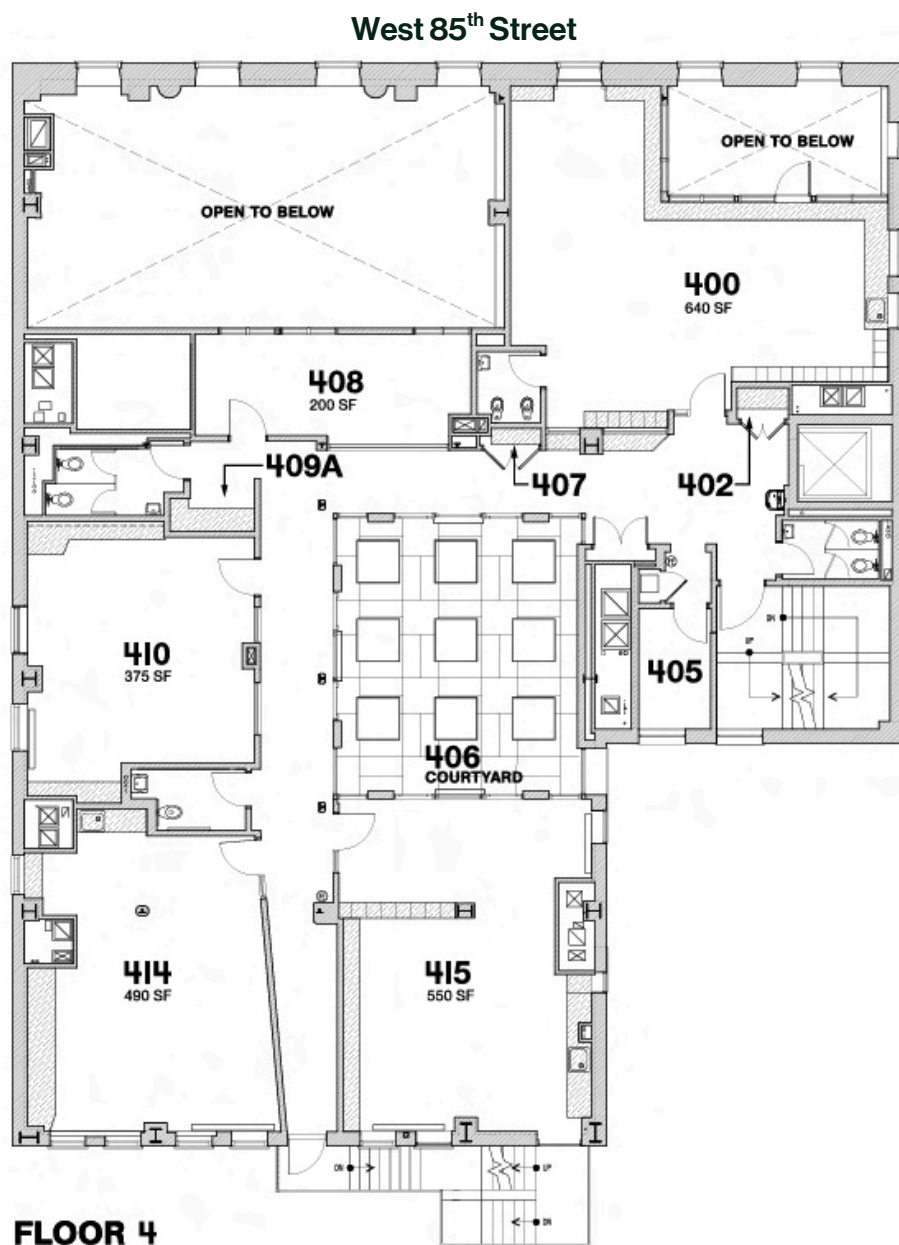 West 85th Street
OPEN TO BELOW
OPEN TO BELOW
400
640 SF
408
200 SF
409A
407
402
410
375 SF
405
DN
UP
406
COURTYARD
414
490 SF
415
550 SF
DN
UP
DN
FLOOR 4